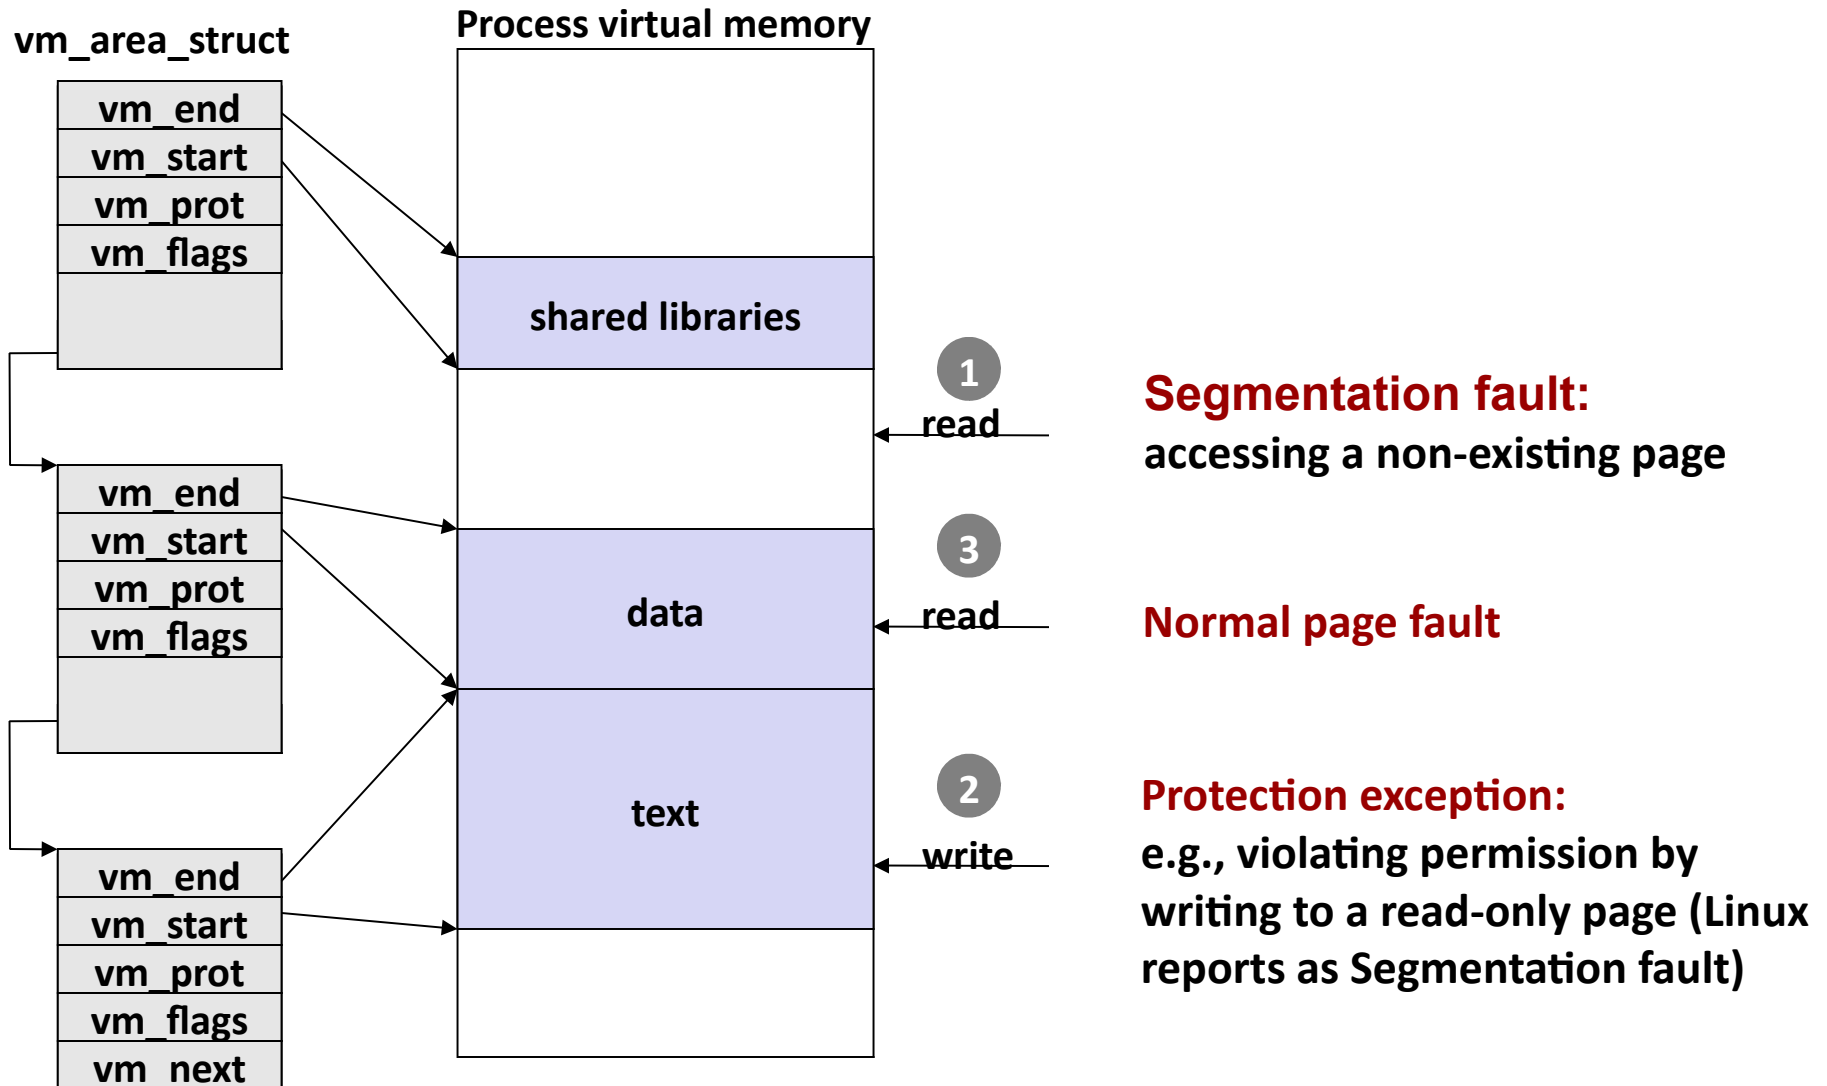 Process virtual memory
vm_area_struct
vm_end
vm_start
vm_prot
vm_flags
shared libraries
1
read
Segmentation fault:
accessing a non-existing page
vm_end
vm_start
vm_prot
vm_flags
data
3
read
Normal page fault
text
2
write
Protection exception:
e.g., violating permission by
writing to a read-only page (Linux
reports as Segmentation fault)
vm_end
vm_start
vm_prot
vm_flags
vm_next